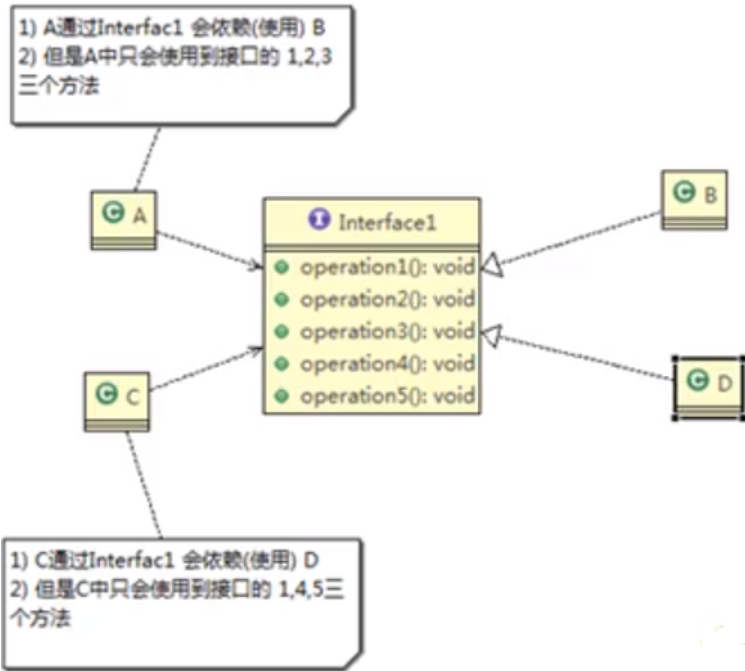 1) A通过Interfac1 会依赖(使用) B
2) 但是A中只会使用到接口的 1,2,3
三个方法
C A
I Interface1
operation1(): void
operation2(): void
operation3(): void
operation4(): void
operation5(): void
C B
C C
C D
1) C通过Interfac1 会依赖(使用) D
2) 但是C中只会使用到接口的 1,4,5三
个方法